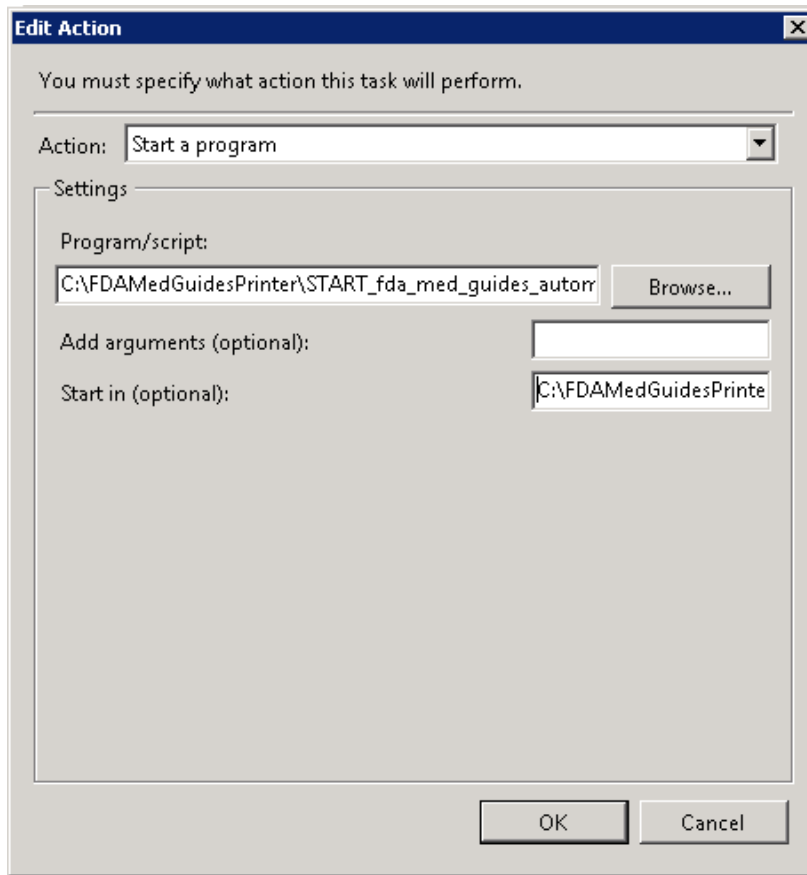 Edit Action
You must specify what action this task will perform.
Action: Start a program
Settings
Program/script:
C:\FDAMedGuidesPrinter\START_fda_med_guides_autom Browse...
Add arguments (optional):
Start in (optional): C:\FDAMedGuidesPrinte
OK Cancel